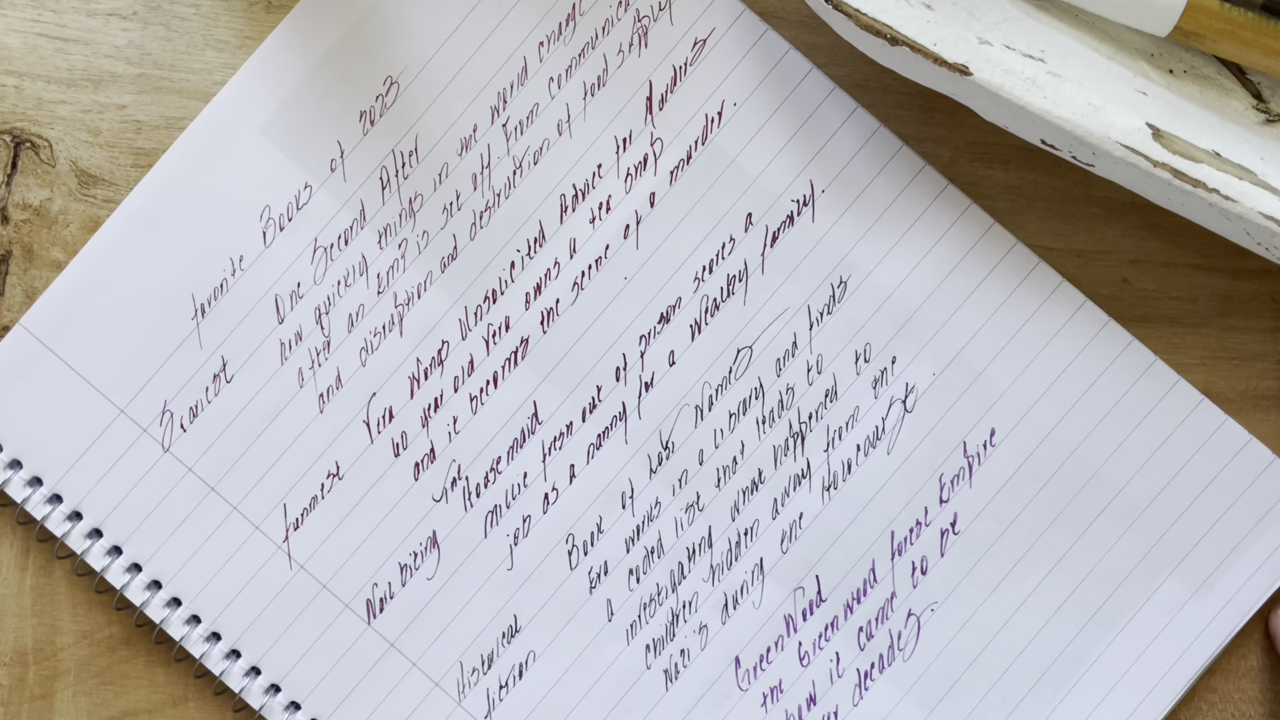 favorite Books of 2023
Scariest
One Second After
how quickly things in the world change
after an EMP is set off. From communica
and disruption and destruction of food supply
funniest
Vera Wongs Unsolicited Advice for Murders
60 year old Vera owns a tea shop
and it becomes the scene of a murder.
Nail biting
The Housemaid
Millie fresh out of prison scores a
job as a nanny for a wealthy family.
Historical
fiction
Book of Lost Names
Eva works in a library and finds
a coded list that leads to
investigating what happened to
children hidden away from the
Nazi's during the Holocaust
GreenWood
the Greenwood forest Empire
how it came to be
decades.